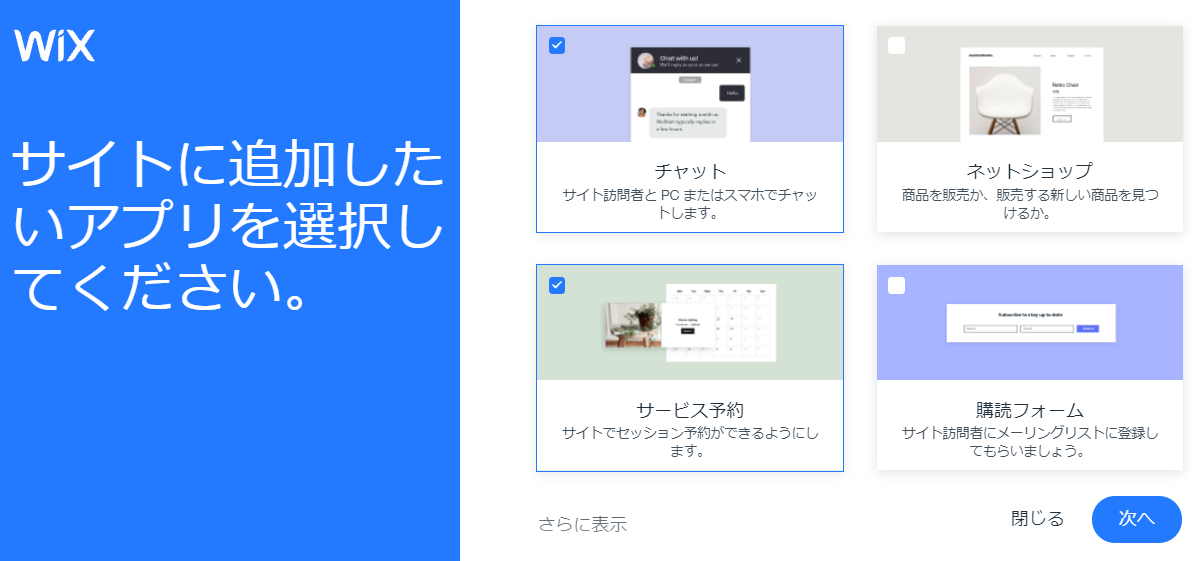 WiX
サイトに追加した
いアプリを選択し
てください。
Chat with us!
We'll reply as soon as we can
Hello
Thanks for starting a with us.
Wolfram typically replies in
a few hours.
チャット
サイト訪問者と PC またはスマホでチャッ
トします。
Retro Chair
ネットショップ
商品を販売か、販売する新しい商品を見つ
けるか。
Mon Tue Wed Thu Fri Sat Sun
サービス予約
サイトでセッション予約ができるようにし
ます。
Subscribe to stay up to date
Email
購読フォーム
サイト訪問者にメーリングリストに登録し
てもらいましょう。
さらに表示
閉じる
次へ